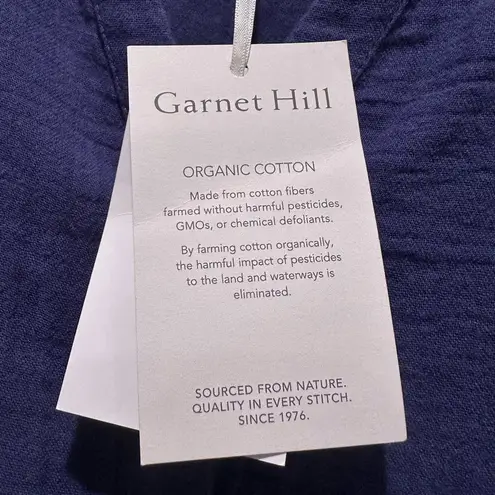 Garnet Hill
ORGANIC COTTON
Made from cotton fibers
farmed without harmful pesticides,
GMOs, or chemical defoliants.
By farming cotton organically,
the harmful impact of pesticides
to the land and waterways is
eliminated.
SOURCED FROM NATURE.
QUALITY IN EVERY STITCH.
SINCE 1976.